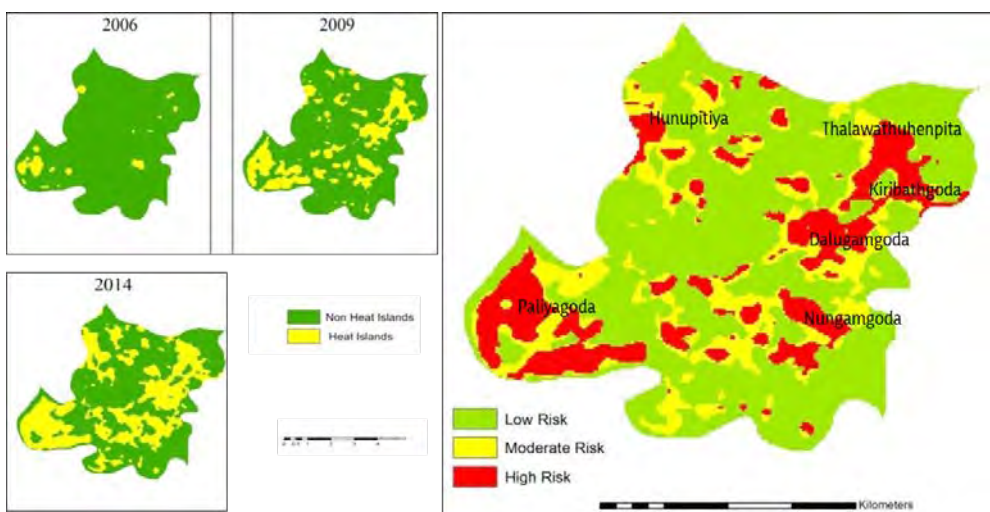 2006
2009
2014
Non Heat Islands
Heat Islands
Hunupitiya
Thalawathuhenpita
Kiribathgoda
Dalugamgoda
Paliyagoda
Nungamgoda
Low Risk
Moderate Risk
High Risk
Kilometers